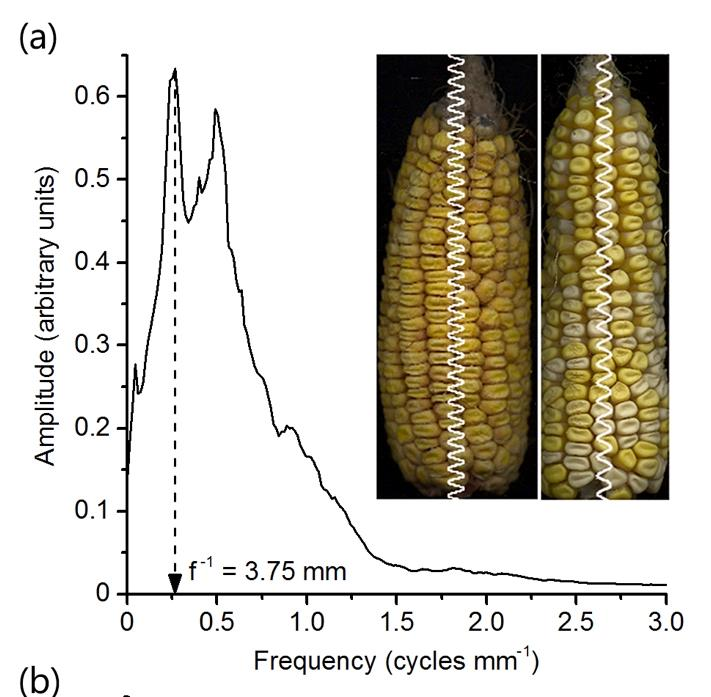 (a)
0.6
0.5
0.4
0.3
0.2
0.1
0
Amplitude (arbitrary units)
f⁻¹ = 3.75 mm
0 0.5 1.0 1.5 2.0 2.5 3.0
Frequency (cycles mm⁻¹)
(b)